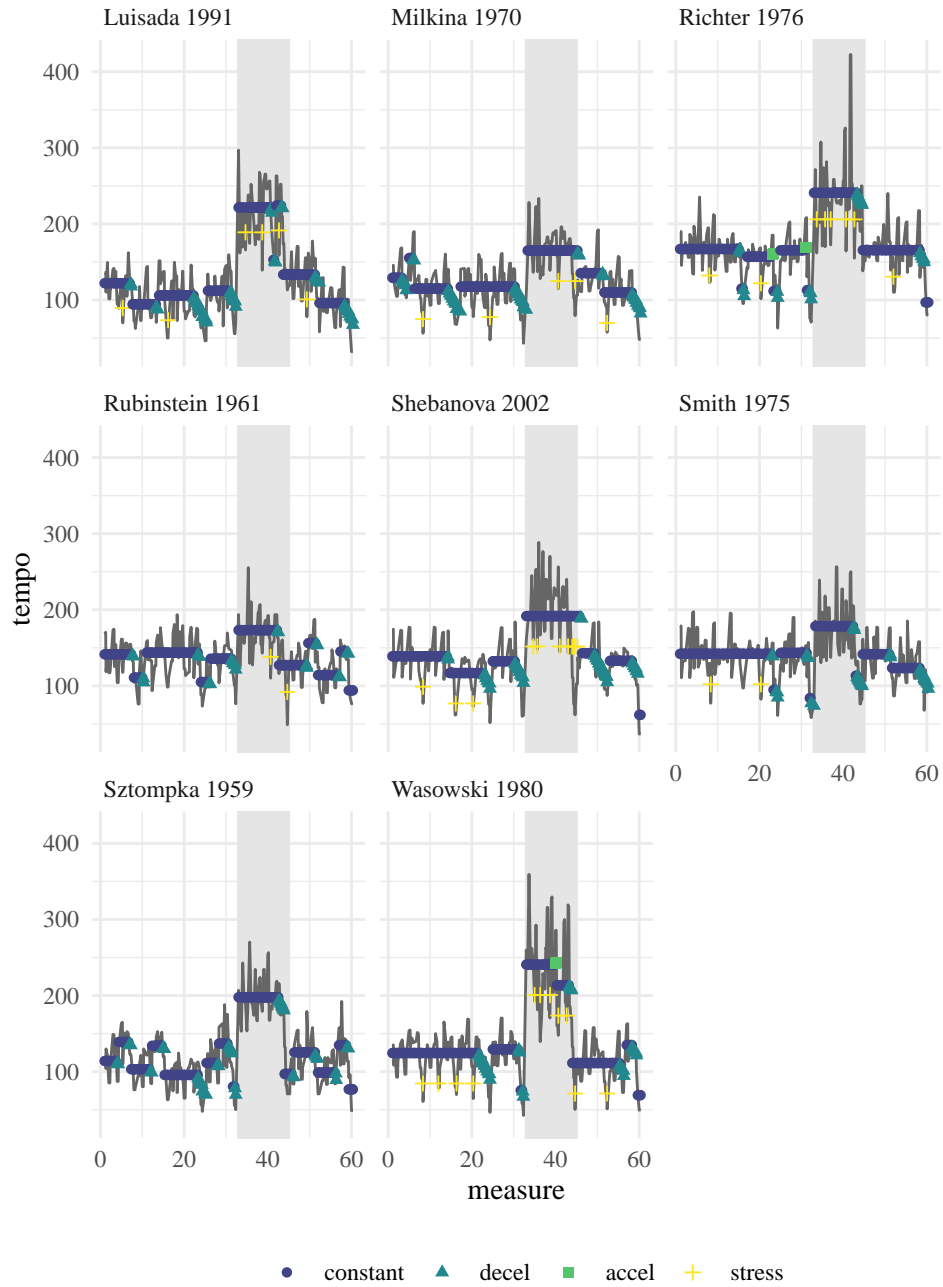 Luisada 1991 Milkina 1970 Richter 1976
400
300
200
100
Rubinstein 1961 Shebanova 2002 Smith 1975
400
300
200
100
tempo
0 20 40 60
Sztompka 1959 Wasowski 1980
400
300
200
100
0 20 40 60 0 20 40 60
measure
constant decel accel stress